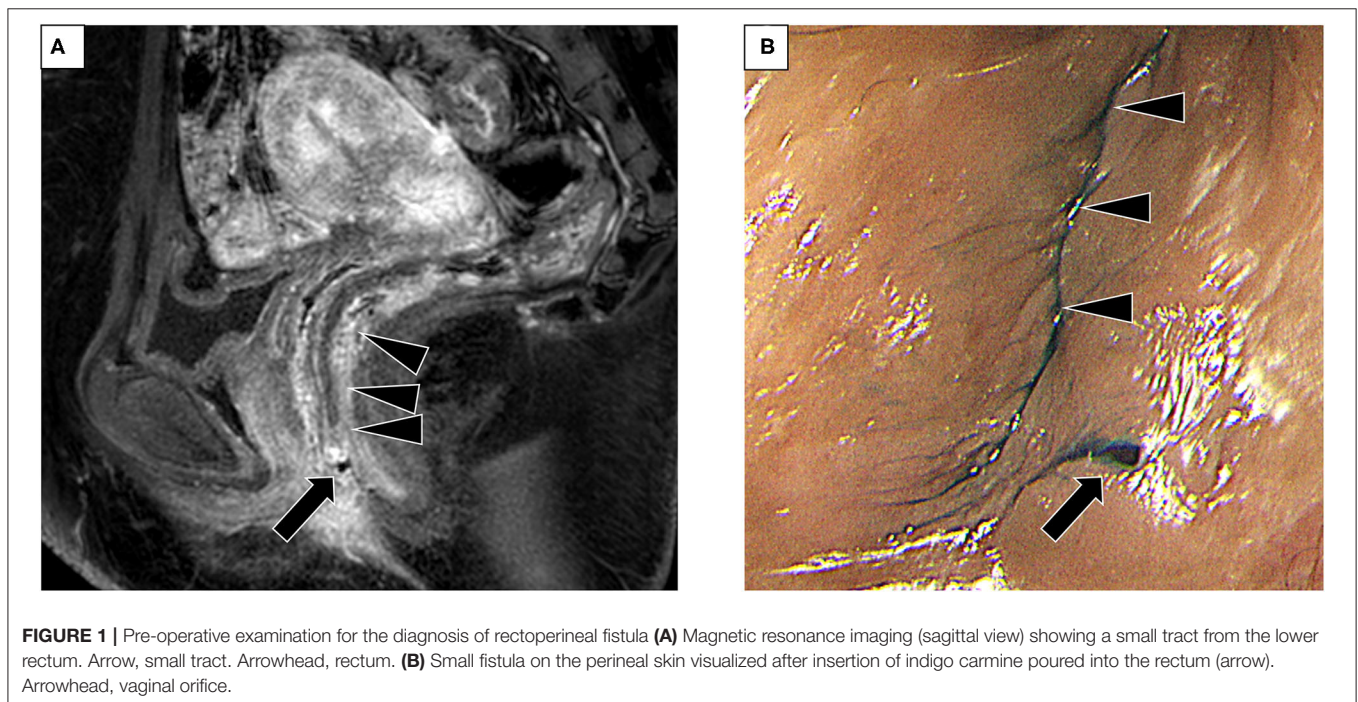 A
B
FIGURE 1 | Pre-operative examination for the diagnosis of rectoperineal fistula (A) Magnetic resonance imaging (sagittal view) showing a small tract from the lower
rectum. Arrow, small tract. Arrowhead, rectum. (B) Small fistula on the perineal skin visualized after insertion of indigo carmine poured into the rectum (arrow).
Arrowhead, vaginal orifice.